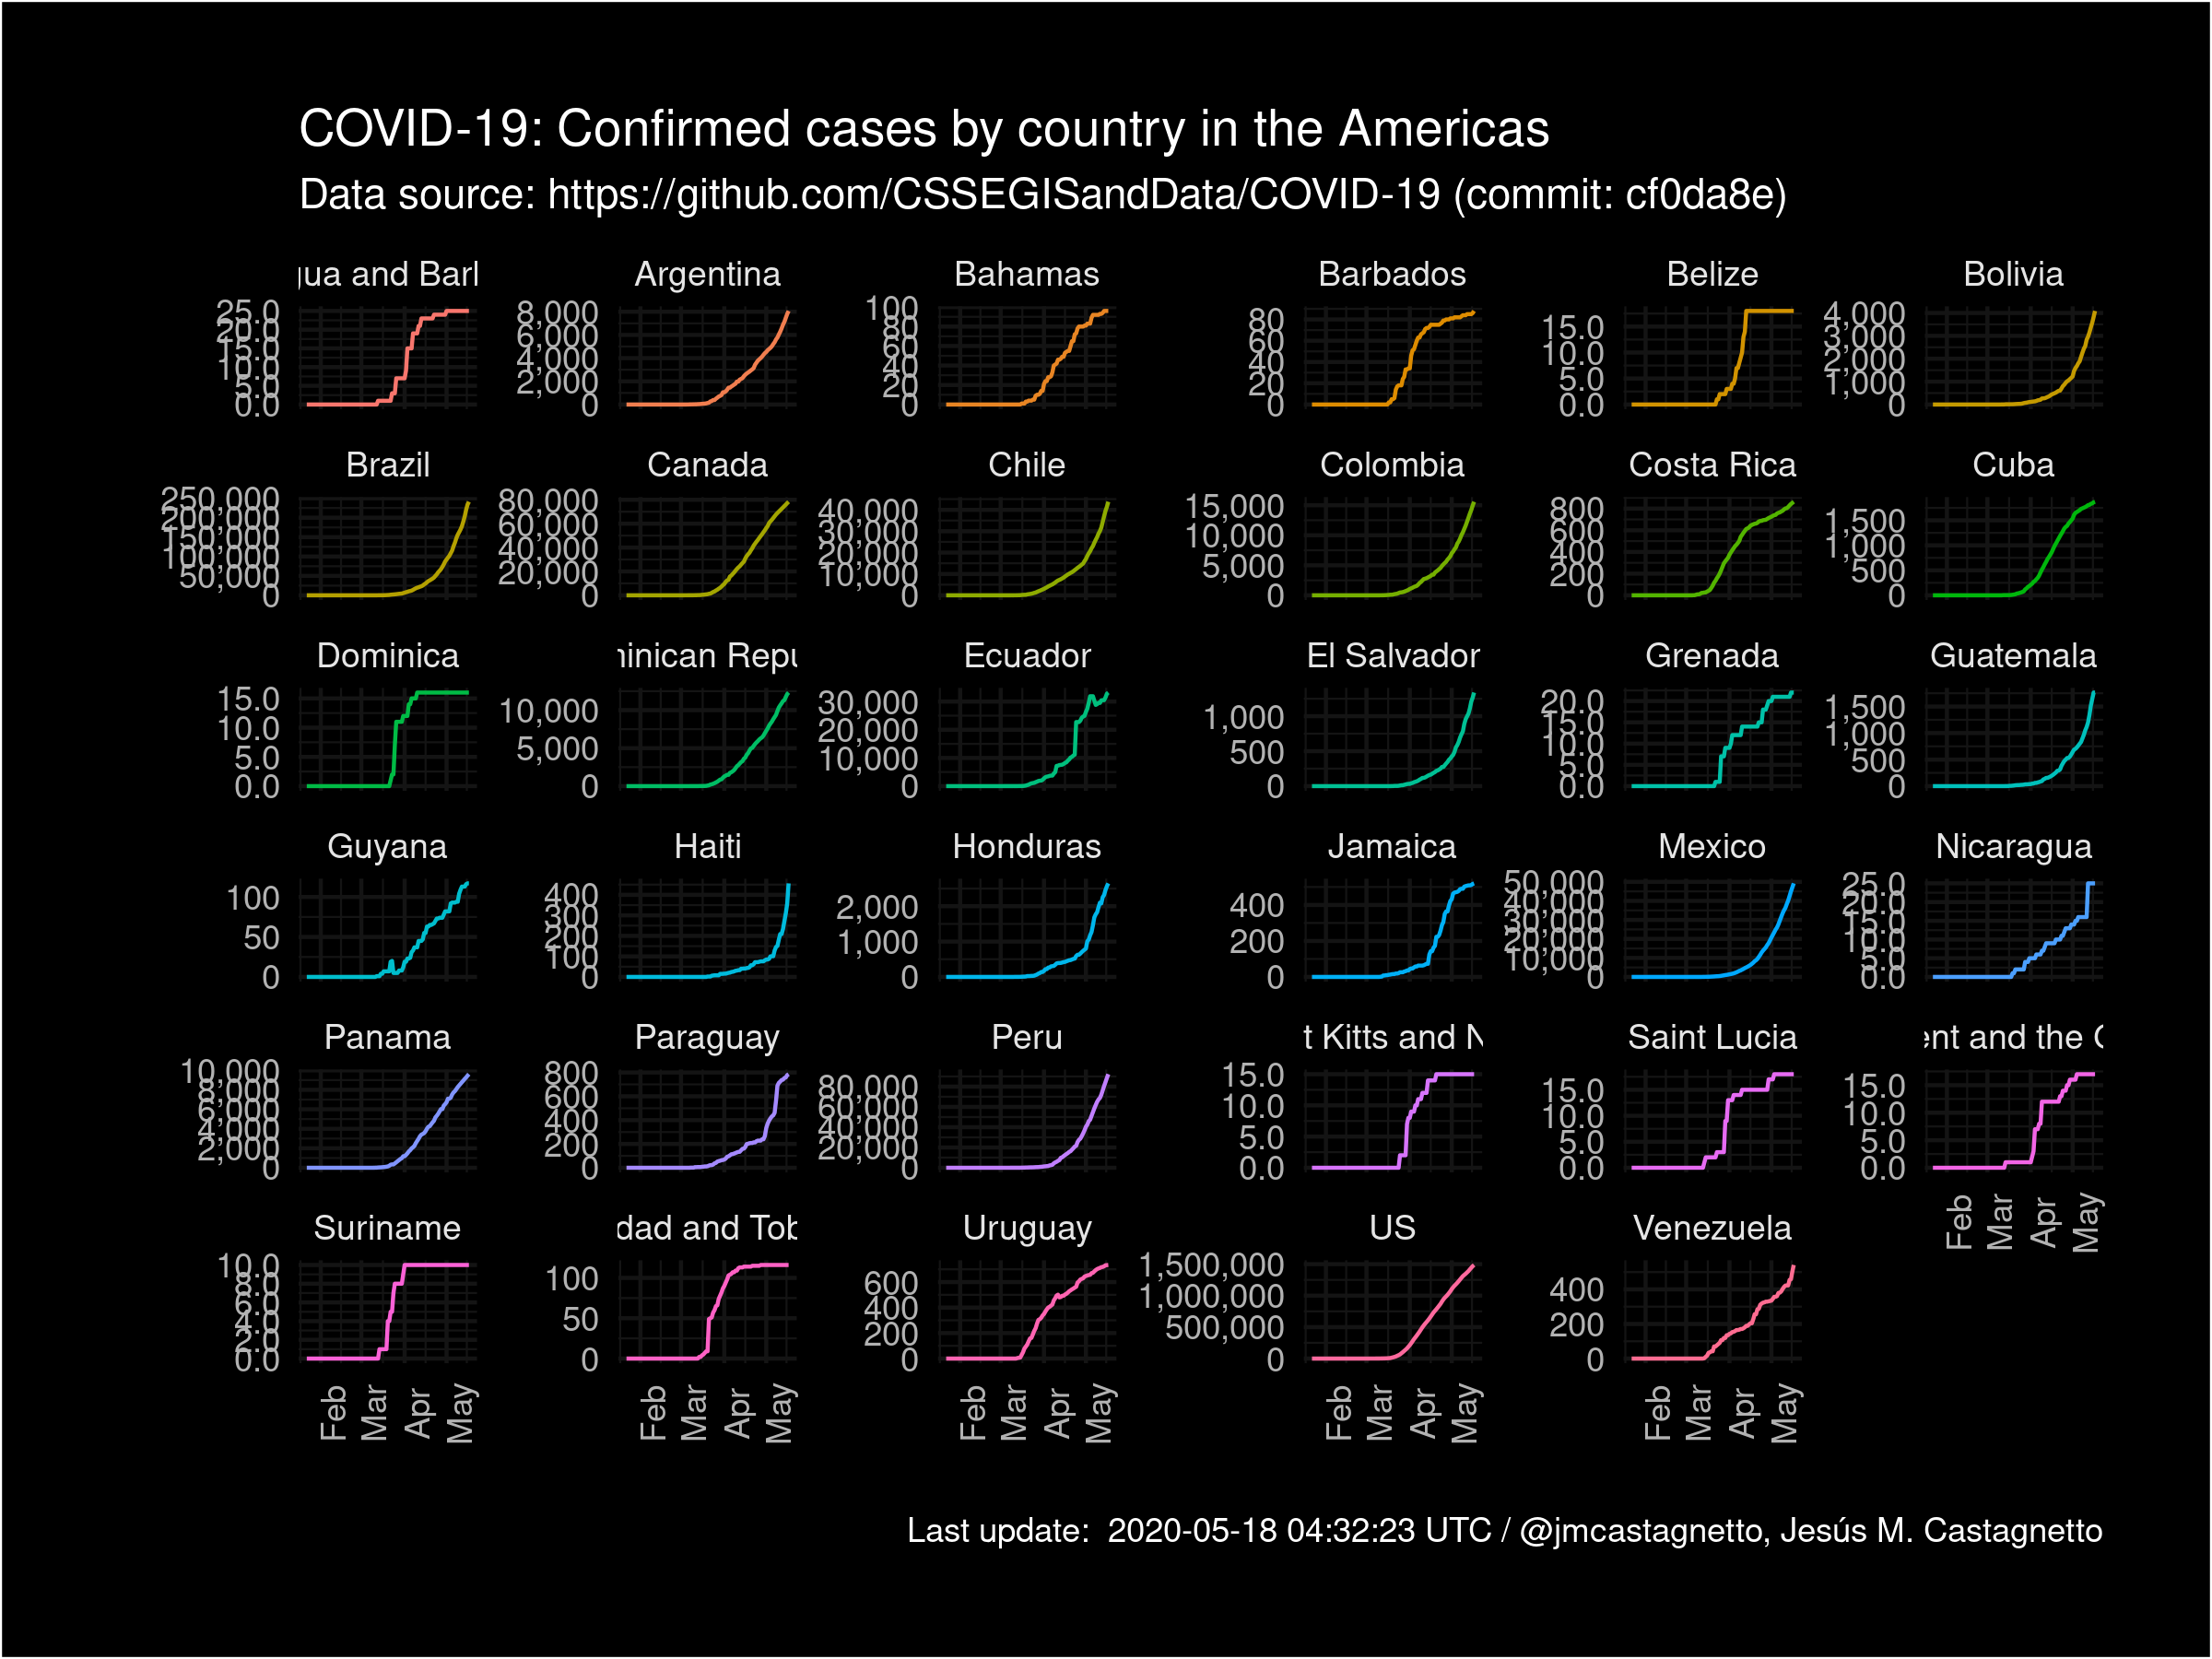 COVID-19: Confirmed cases by country in the Americas
Data source: https://github.com/CSSEGISandData/COVID-19 (commit: cf0da8e)
gua and Barl
25.0
20.0
15.0
10.0
5.0
0.0
Argentina
8,000
6,000
4,000
2,000
0
Bahamas
100
80
60
40
20
0
Barbados
80
60
40
20
0
Belize
15.0
10.0
5.0
0.0
Bolivia
4,000
3,000
2,000
1,000
0
Brazil
250,000
200,000
150,000
100,000
50,000
0
Canada
80,000
60,000
40,000
20,000
0
Chile
40,000
30,000
20,000
10,000
0
Colombia
15,000
10,000
5,000
0
Costa Rica
800
600
400
200
0
Cuba
1,500
1,000
500
0
Dominica
15.0
10.0
5.0
0.0
ninican Repu
10,000
5,000
0
Ecuador
30,000
20,000
10,000
0
El Salvador
1,000
500
0
Grenada
20.0
15.0
10.0
5.0
0.0
Guatemala
1,500
1,000
500
0
Guyana
100
50
0
Haiti
400
300
200
100
0
Honduras
2,000
1,000
0
Jamaica
400
200
0
Mexico
50,000
40,000
30,000
20,000
10,000
0
Nicaragua
25.0
20.0
15.0
10.0
5.0
0.0
Panama
10,000
8,000
6,000
4,000
2,000
0
Paraguay
800
600
400
200
0
Peru
80,000
60,000
40,000
20,000
0
t Kitts and N
15.0
10.0
5.0
0.0
Saint Lucia
15.0
10.0
5.0
0.0
ent and the G
15.0
10.0
5.0
0.0
Feb
Mar
Apr
May
Suriname
10.0
8.0
6.0
4.0
2.0
0.0
Feb
Mar
Apr
May
dad and Tob
100
50
0
Feb
Mar
Apr
May
Uruguay
600
400
200
0
Feb
Mar
Apr
May
US
1,500,000
1,000,000
500,000
0
Feb
Mar
Apr
May
Venezuela
400
200
0
Feb
Mar
Apr
May
Last update:  2020-05-18 04:32:23 UTC / @jmcastagnetto, Jesús M. Castagnetto